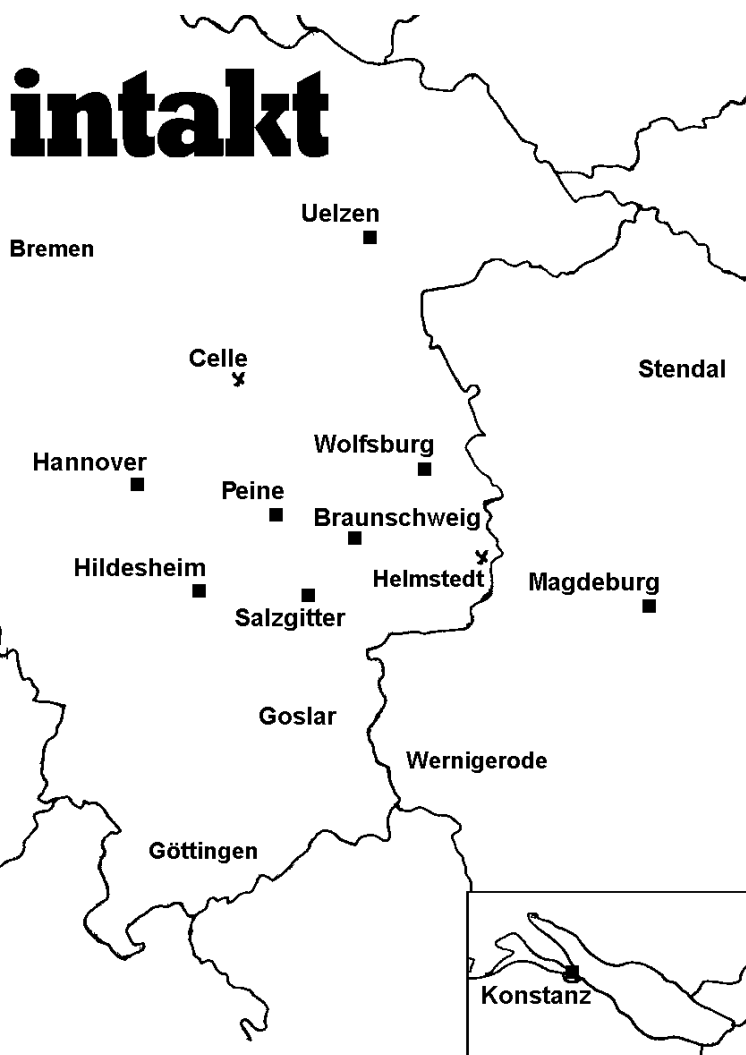 intakt
Uelzen
Bremen
Celle
Stendal
Wolfsburg
Hannover
Peine
Braunschweig
Hildesheim
Helmstedt
Magdeburg
Salzgitter
Goslar
Wernigerode
Göttingen
Konstanz